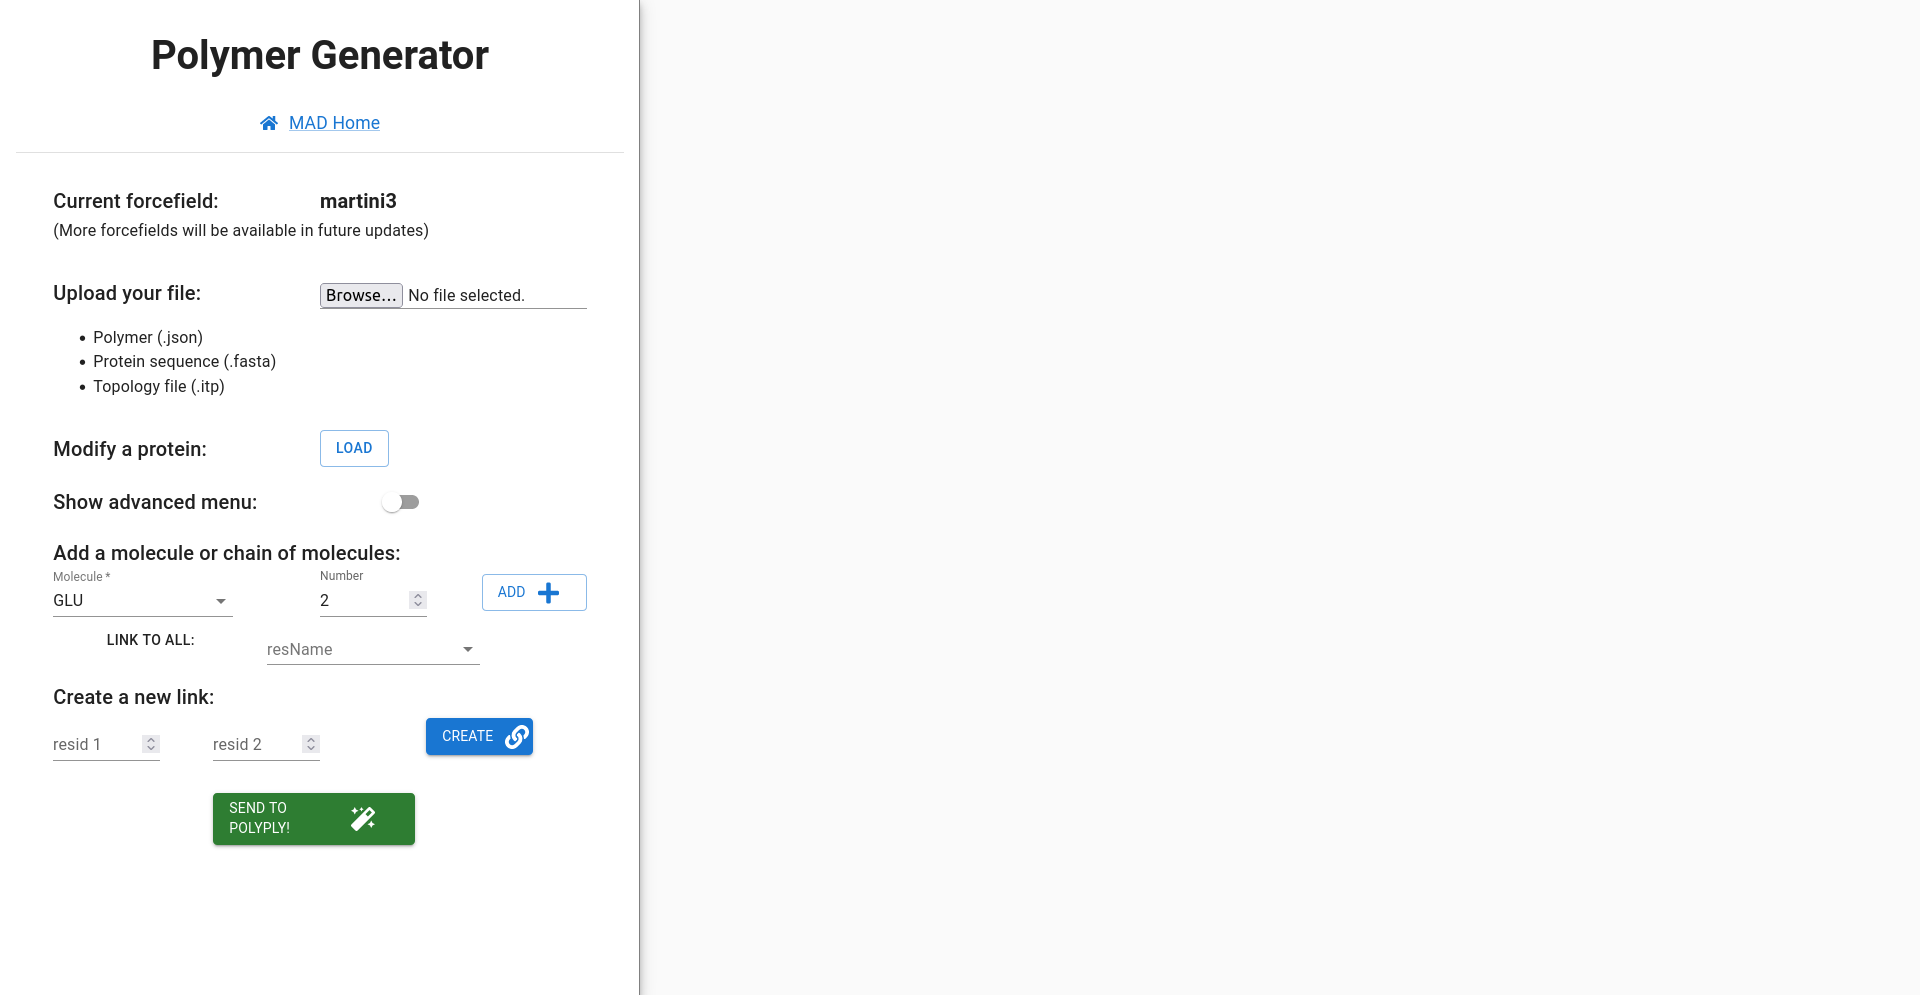 Polymer Generator
MAD Home
Current forcefield: martini3
(More forcefields will be available in future updates)
Upload your file: Browse... No file selected.
Polymer (.json)
Protein sequence (.fasta)
Topology file (.itp)
Modify a protein: LOAD
Show advanced menu:
Add a molecule or chain of molecules:
Molecule * Number
GLU 2 ADD
LINK TO ALL: resName
Create a new link:
resid 1 resid 2 CREATE
SEND TO
POLYPLY!